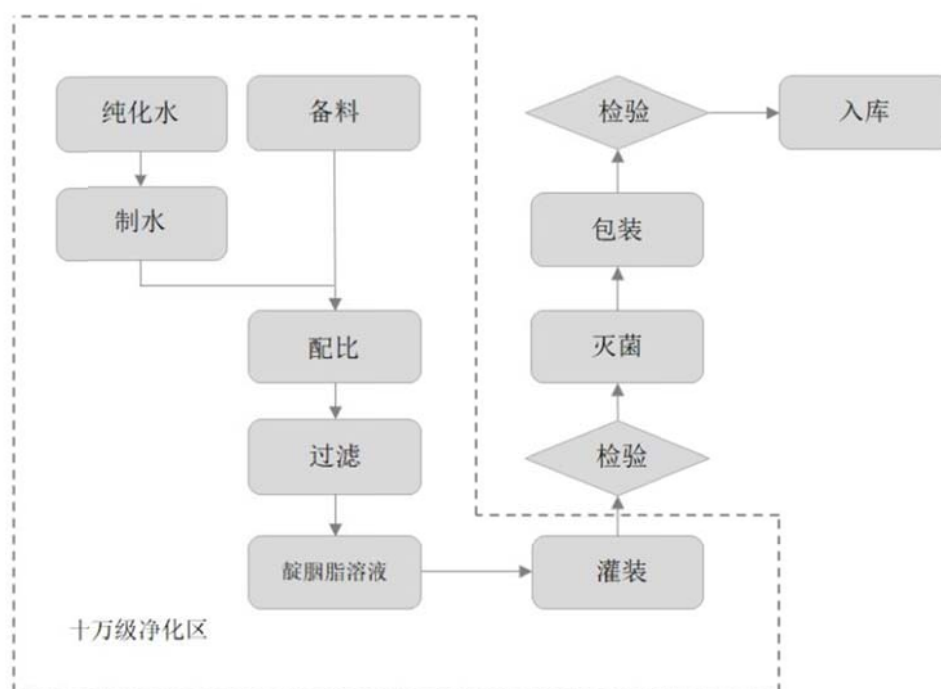 纯化水
备料
制水
配比
过滤
靛胭脂溶液
灌装
检验
灭菌
包装
检验
入库
十万级净化区